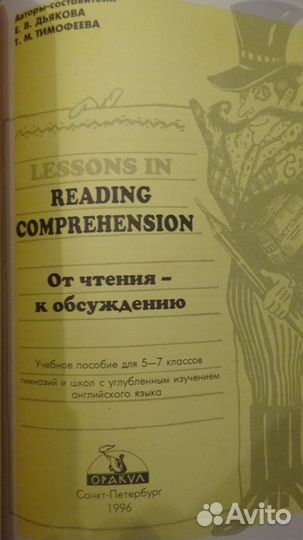 Авторы-составители
Е. В. ДЬЯКОВА
Т. М. ТИМОФЕЕВА
LESSONS IN
READING
COMPREHENSION
От чтения –
к обсуждению
Учебное пособие для 5—7 классов
гимназий и школ с углубленным изучением
английского языка
ОРАКУЛ
Санкт-Петербург
1996
Avito